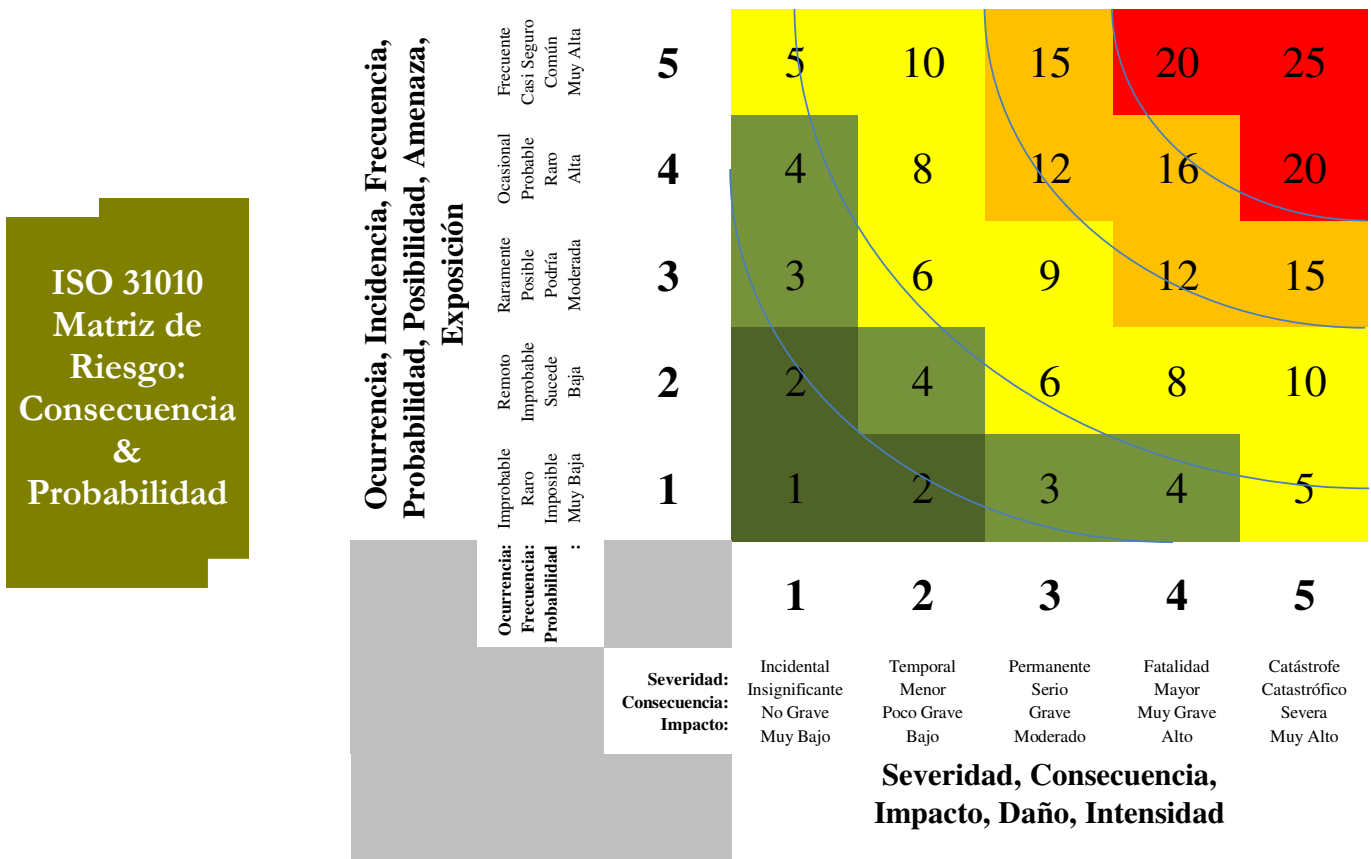 ISO 31010
Matriz de
Riesgo:
Consecuencia
&
Probabilidad
Ocurrencia, Incidencia, Frecuencia,
Probabilidad, Posibilidad, Amenaza,
Exposición
Frecuente
Casi Seguro
Común
Muy Alta
5
5 10 15 20 25
Ocasional
Probable
Raro
Alta
4
4 8 12 16 20
Raramente
Posible
Podría
Moderada
3
3 6 9 12 15
Remoto
Improbable
Sucede
Baja
2
2 4 6 8 10
Improbable
Raro
Imposible
Muy Baja
1
1 2 3 4 5
Ocurrencia:
Frecuencia:
Probabilidad
:
1 2 3 4 5
Severidad:
Consecuencia:
Impacto:
Incidental
Insignificante
No Grave
Muy Bajo
Temporal
Menor
Poco Grave
Bajo
Permanente
Serio
Grave
Moderado
Fatalidad
Mayor
Muy Grave
Alto
Catástrofe
Catastrófico
Severa
Muy Alto
Severidad, Consecuencia,
Impacto, Daño, Intensidad